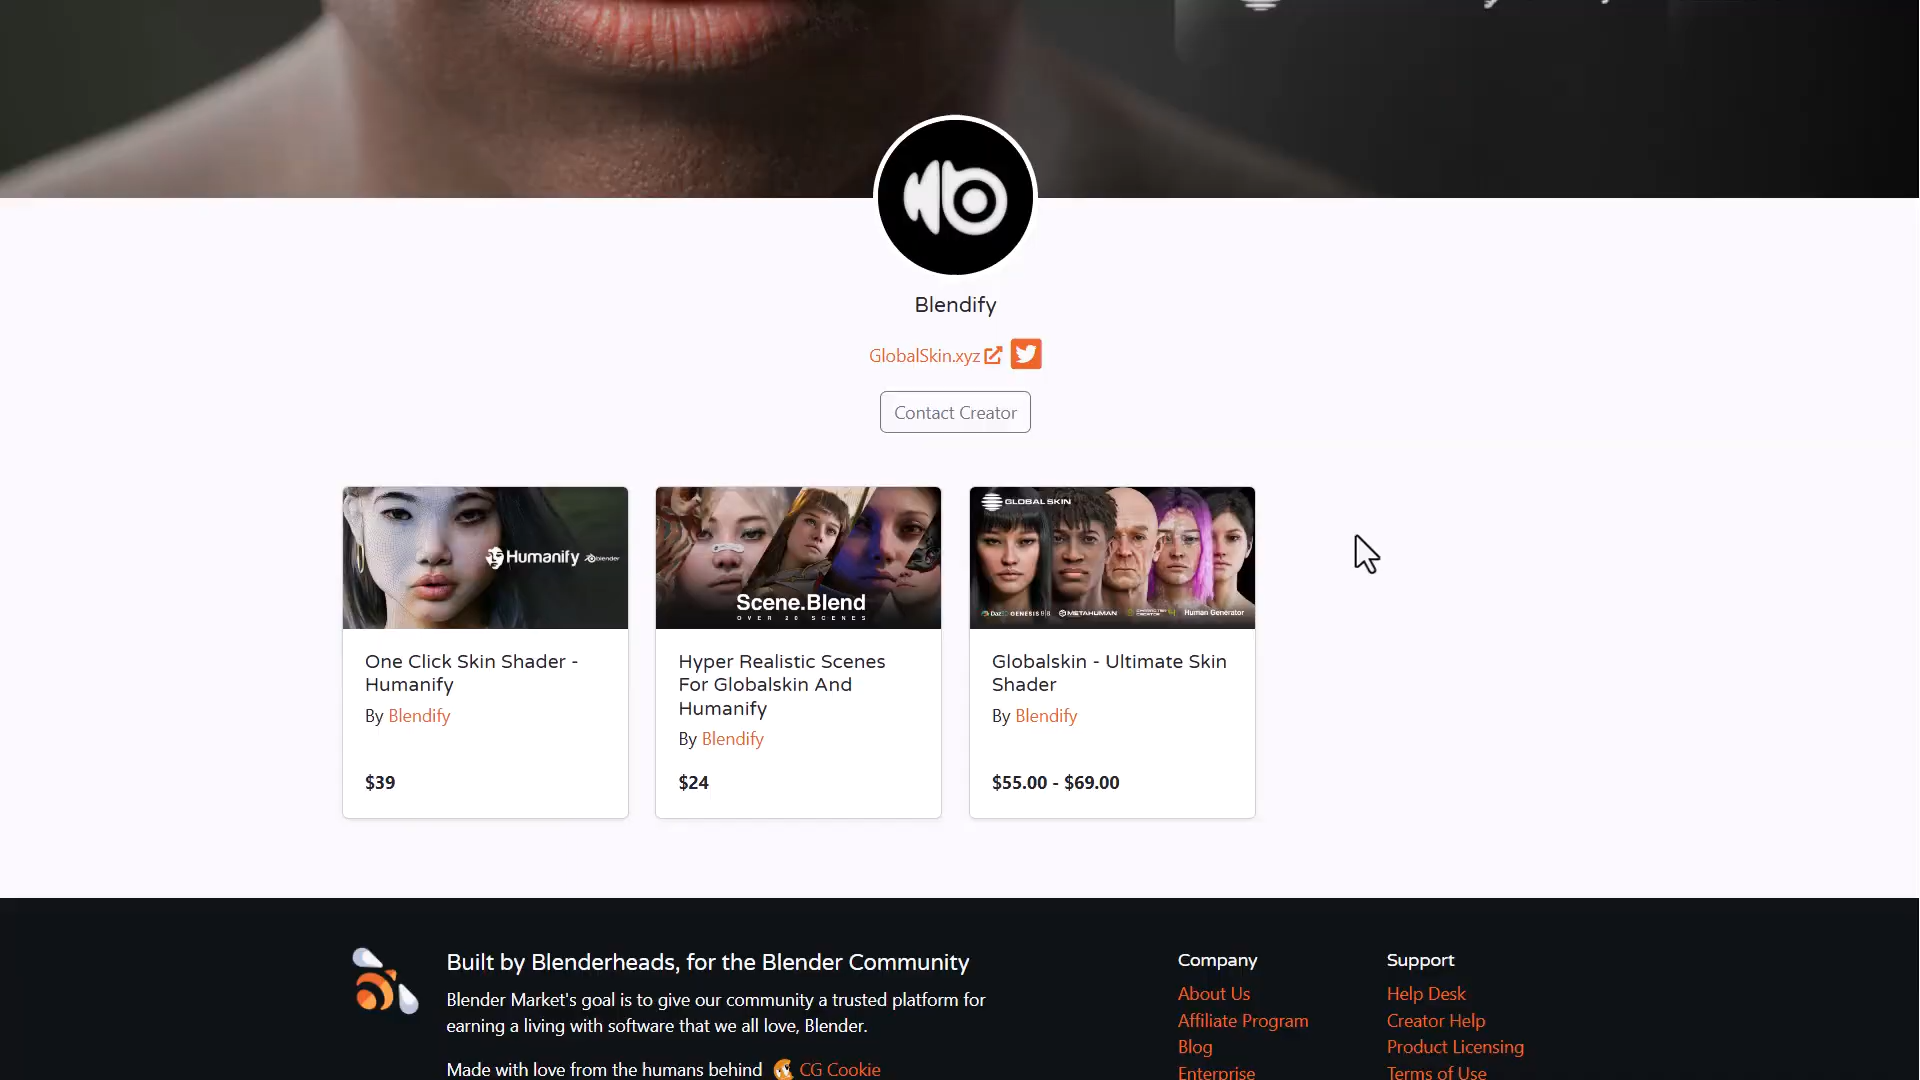 Blendify
GlobalSkin.xyz
Contact Creator
Humanify blender
Scene.Blend
OVER 20 SCENES
GLOBAL SKIN
METAHUMAN
Human Generator
One Click Skin Shader -
Humanify
By Blendify
$39
Hyper Realistic Scenes
For Globalskin And
Humanify
By Blendify
$24
Globalskin - Ultimate Skin
Shader
By Blendify
$55.00 - $69.00
Built by Blenderheads, for the Blender Community
Blender Market's goal is to give our community a trusted platform for
earning a living with software that we all love, Blender.
Made with love from the humans behind CG Cookie
Company
About Us
Affiliate Program
Blog
Enterprise
Support
Help Desk
Creator Help
Product Licensing
Terms of Use